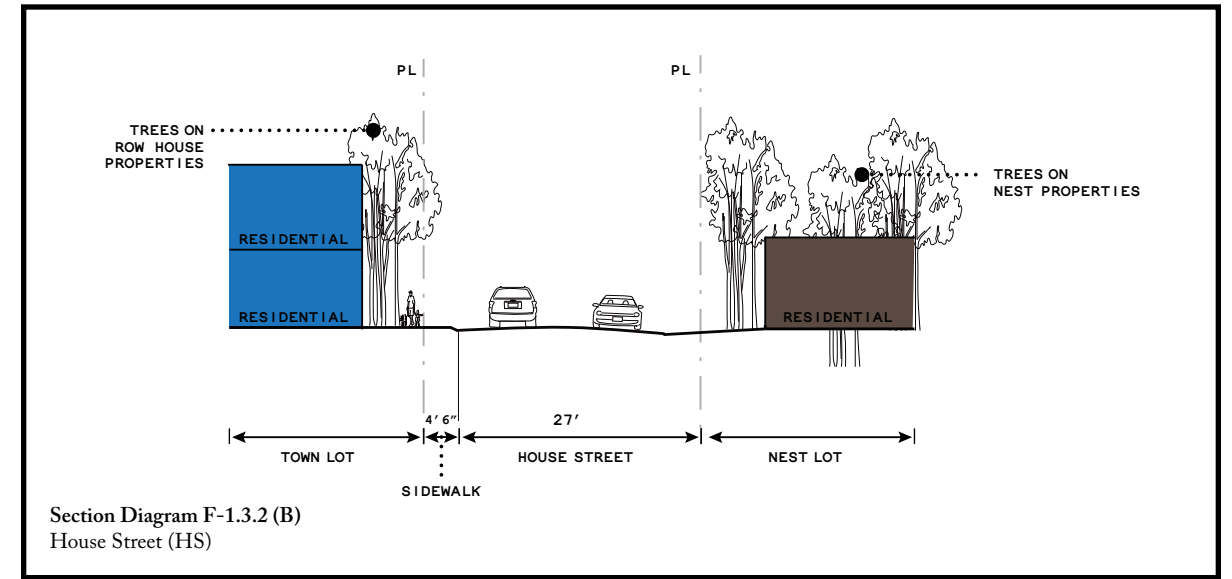 PL
PL
TREES ON
ROW HOUSE
PROPERTIES
TREES ON
NEST PROPERTIES
RESIDENTIAL
RESIDENTIAL
RESIDENTIAL
4' 6"
27'
TOWN LOT
HOUSE STREET
NEST LOT
SIDEWALK
Section Diagram F-1.3.2 (B)
House Street (HS)